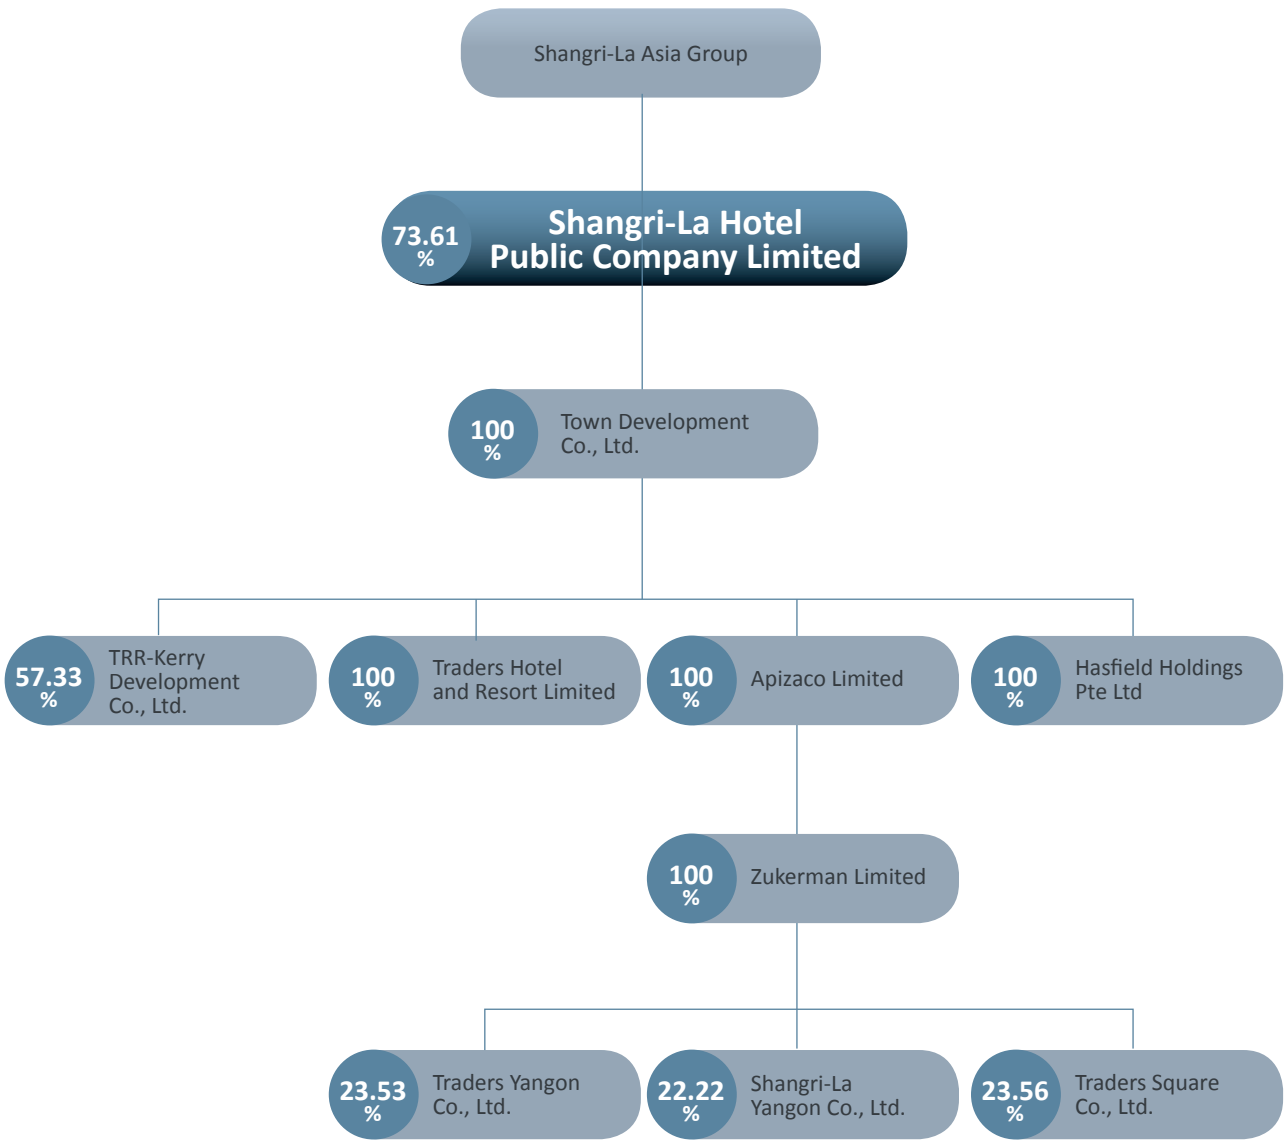 Shangri-La Asia Group
73.61
%
Shangri-La Hotel
Public Company Limited
100
%
Town Development
Co., Ltd.
57.33
%
TRR-Kerry
Development
Co., Ltd.
100
%
Traders Hotel
and Resort Limited
100
%
Apizaco Limited
100
%
Hasfield Holdings
Pte Ltd
100
%
Zukerman Limited
23.53
%
Traders Yangon
Co., Ltd.
22.22
%
Shangri-La
Yangon Co., Ltd.
23.56
%
Traders Square
Co., Ltd.